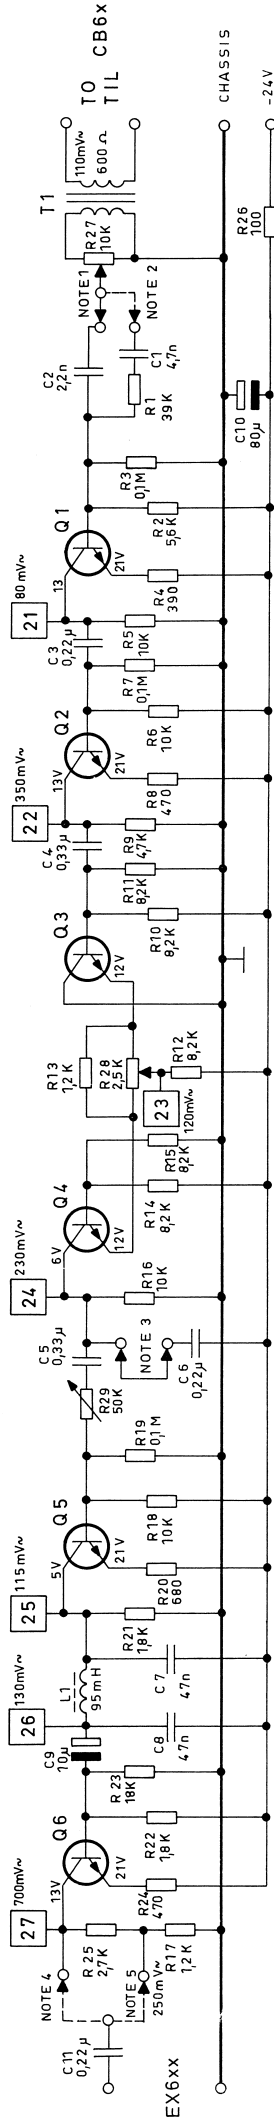 TO
TIL
CB6x
CHASSIS
-24V
110mV~
600 Ω
T1
R27
10K
R26
100
NOTE 1
NOTE 2
C2
2,2n
C1
4,7n
R1
39K
C10
80µ
R3
0,1M
R2
5,6K
Q1
13
21V
R4
390
80 mV~
21
C3
0,22µ
R5
10K
R7
0,1M
R6
10K
Q2
13V
21V
R8
470
350mV~
22
C4
0,33µ
R9
4,7K
R11
8,2K
R10
8,2K
Q3
12V
R13
1,2K
R28
2,5K
R12
8,2K
23
120mV~
R15
8,2K
R14
8,2K
Q4
6V
12V
230mV~
24
R16
10K
C5
0,33µ
R29
50K
NOTE 3
C6
0,22µ
R19
0,1M
R18
10K
Q5
5V
21V
R20
680
115mV~
25
R21
1,8K
L1
95mH
C7
47n
130mV~
26
C8
47n
C9
10µ
R23
18K
R22
1,8K
Q6
13V
21V
R24
470
700mV~
27
R25
2,7K
R17
1,2K
NOTE 4
NOTE 5
250mV~
C11
0,22µ
EX6xx